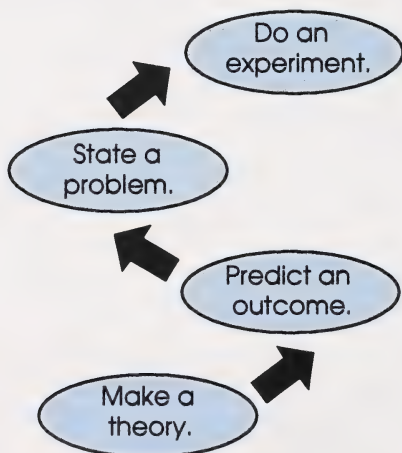 Do an
experiment.
State a
problem.
Predict an
outcome.
Make a
theory.